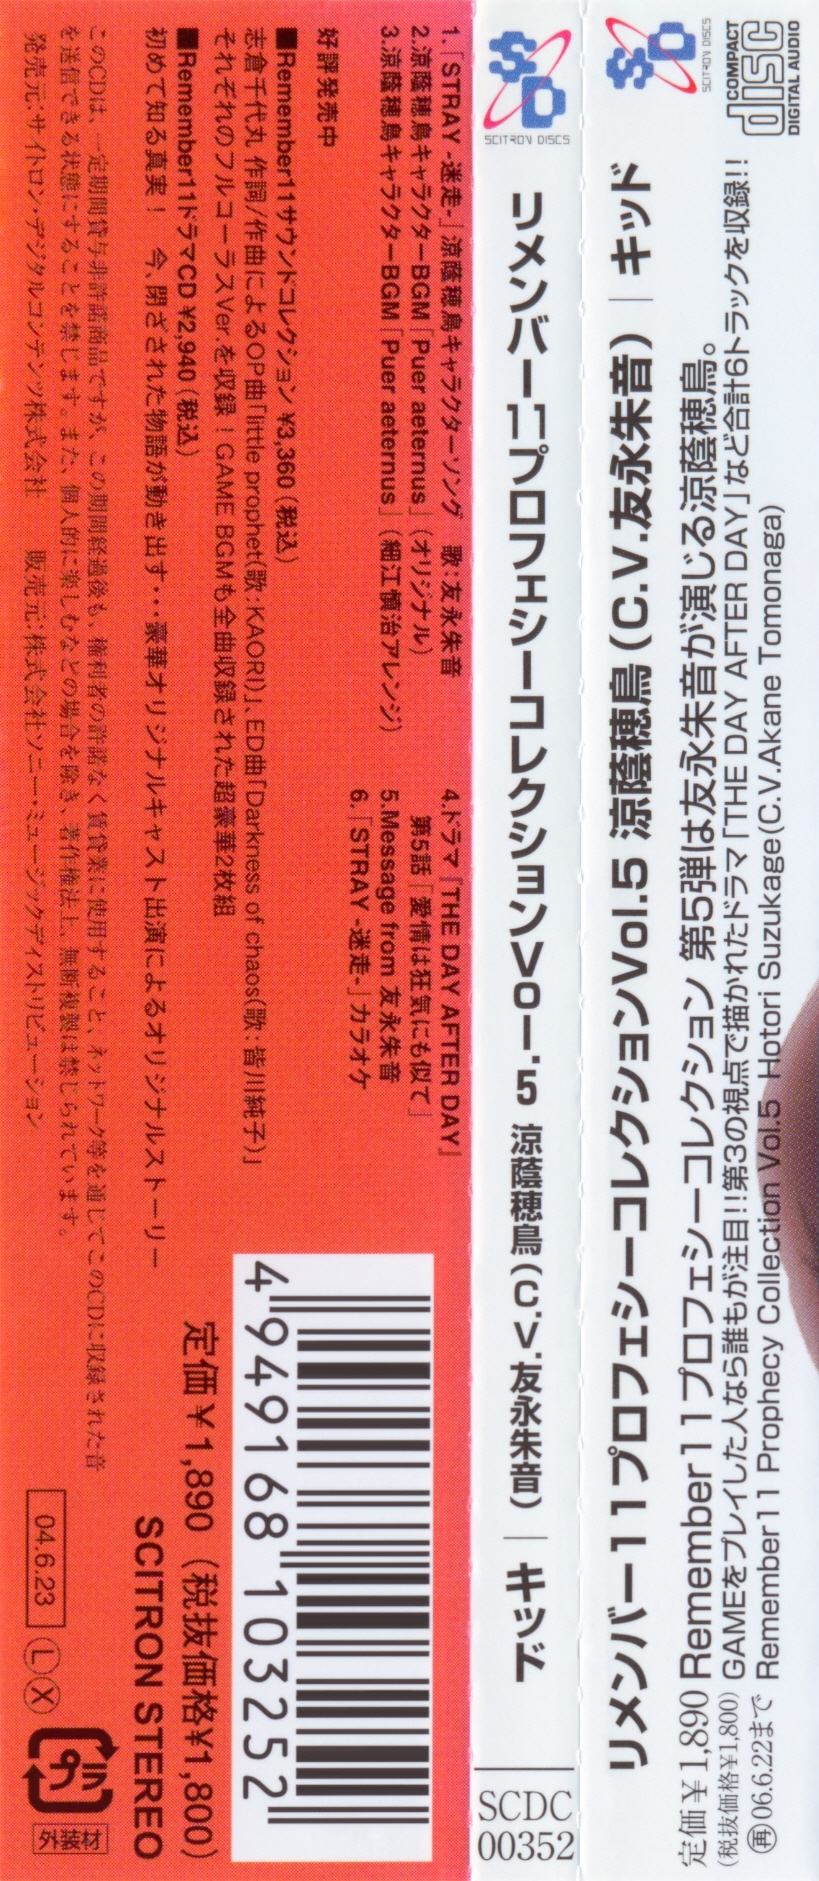 1.「STRAY -迷走-」涼蔭穂鳥キャラクターソング　歌:友永朱音
2.涼蔭穂鳥キャラクターBGM「Puer aeternus」(オリジナル)
3.涼蔭穂鳥キャラクターBGM「Puer aeternus」(細江慎治アレンジ)
4.ドラマ「THE DAY AFTER DAY」
第5話「愛情は狂気にも似て」
5.Message from 友永朱音
6.「STRAY -迷走-」カラオケ
好評発売中
■Remember11サウンドコレクション ¥3,360 (税込)
志倉千代丸 作詞/作曲によるOP曲「little prophet(歌:KAORI)」、ED曲「Darkness of chaos(歌:皆川純子)」
それぞれのフルコーラスVer.を収録！GAME BGMも全曲収録された超豪華2枚組
■Remember11ドラマCD ¥2,940 (税込)
初めて知る真実！　今、閉ざされた物語が動き出す…豪華オリジナルキャスト出演によるオリジナルストーリー
このCDは、一定期間貸与非許諾商品ですが、この期間経過後も、権利者の許諾なく賃貸業に使用すること、ネットワーク等を通じてこのCDに収録された音
を送信できる状態にすることを禁じます。また、個人的に楽しむなどの場合を除き、著作権法上、無断複製は禁じられています。
発売元:サイトロン・デジタルコンテンツ株式会社　販売元:株式会社ソニー・ミュージックディストリビューション
4 949168 103252
定価￥1,890（税抜価格¥1,800）
SCITRON STEREO
04.6.23
L X
プラ
外装材
SD
SCITRON DISCS
リメンバー11プロフェシーコレクションVol.5 涼蔭穂鳥(C.V.友永朱音)｜キッド
SCDC
00352
COMPACT
disc
DIGITAL AUDIO
SD
SCITRON DISCS
リメンバー11プロフェシーコレクションVol.5 涼蔭穂鳥(C.V.友永朱音)｜キッド
定価￥1,890
(税抜価格¥1,800)
再06.6.22まで
Remember11プロフェシーコレクション 第5弾は友永朱音が演じる涼蔭穂鳥。
GAMEをプレイした人なら誰もが注目!!第3の視点で描かれたドラマ「THE DAY AFTER DAY」など合計6トラックを収録!!
Remember11 Prophecy Collection Vol.5 Hotori Suzukage(C.V.Akane Tomonaga)